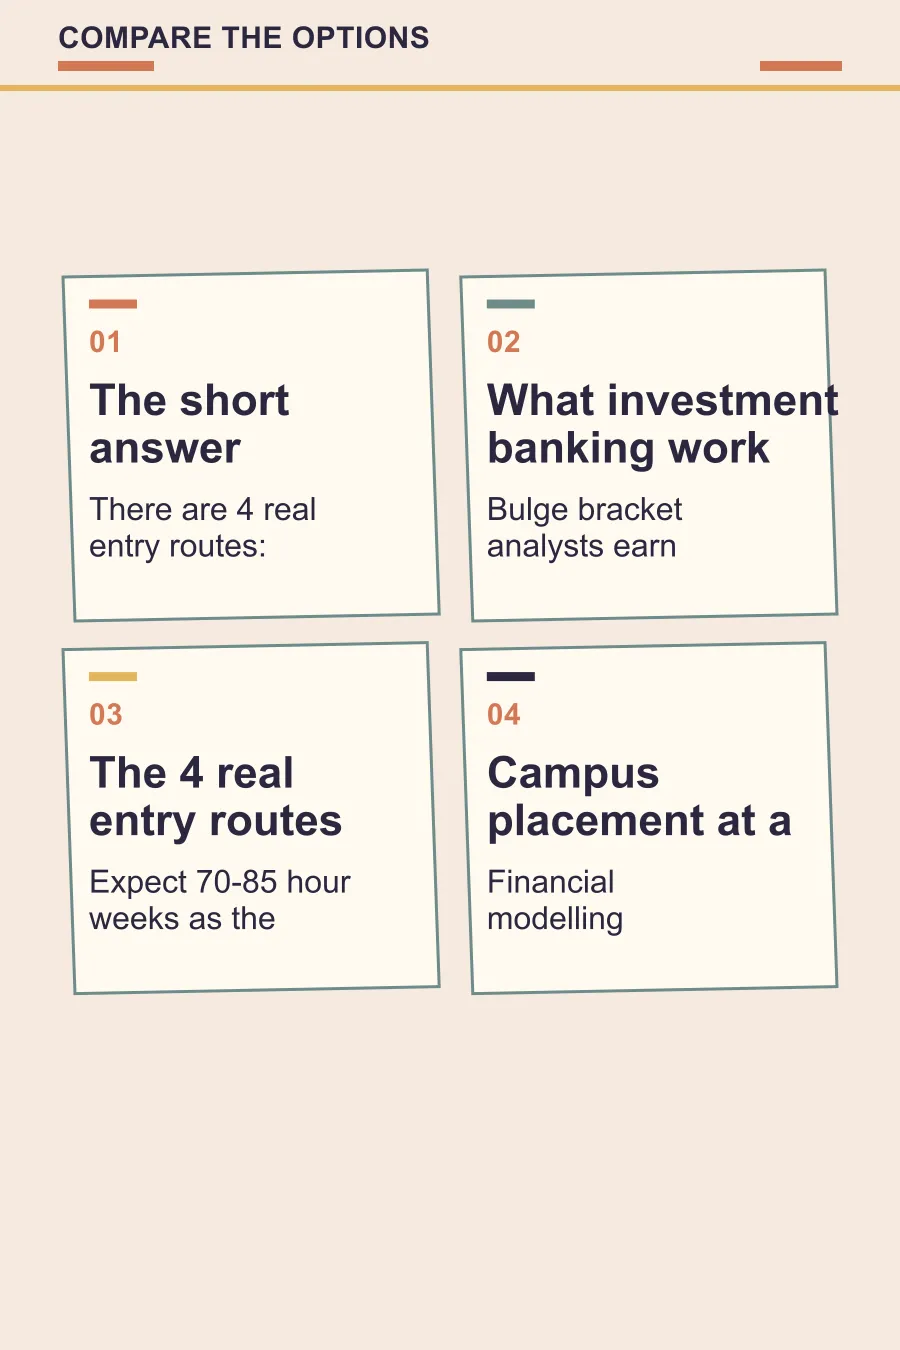 COMPARE THE OPTIONS
01
The short
answer
There are 4 real
entry routes:
02
What investment
banking work
Bulge bracket
analysts earn
03
The 4 real
entry routes
Expect 70-85 hour
weeks as the
04
Campus
placement at a
Financial
modelling